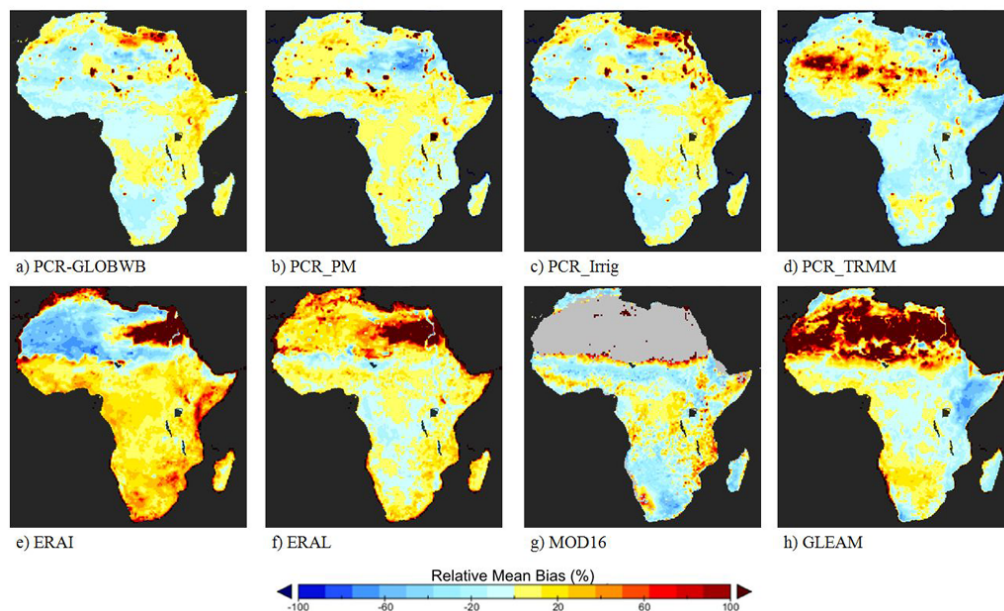 a) PCR-GLOBWB b) PCR_PM c) PCR_Irrig d) PCR_TRMM
e) ERAI f) ERAL g) MOD16 h) GLEAM
Relative Mean Bias (%)
-100 -60 -20 20 60 100